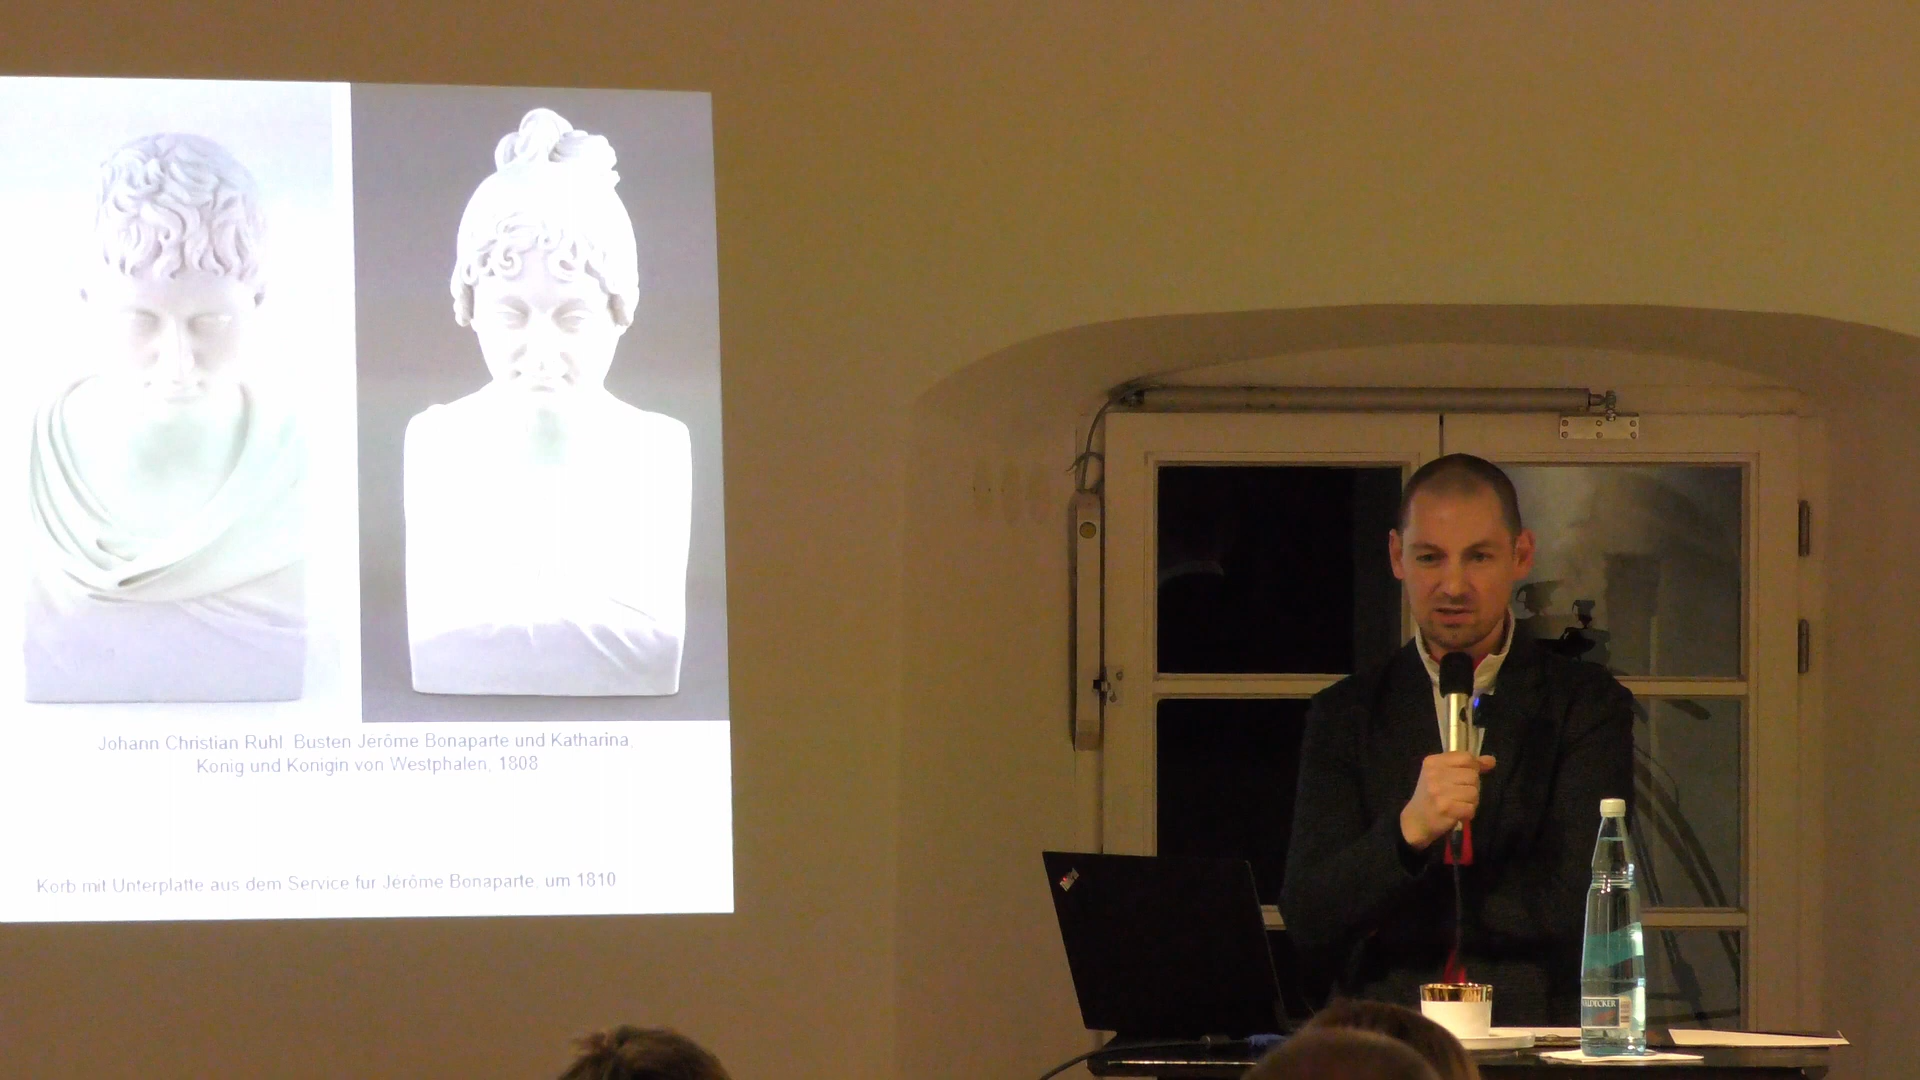 Johann Christian Ruhl Busten Jerôme Bonaparte und Katharina,
Konig und Konigin von Westphalen, 1808
Korb mit Unterplatte aus dem Service fur Jérôme Bonaparte, um 1810